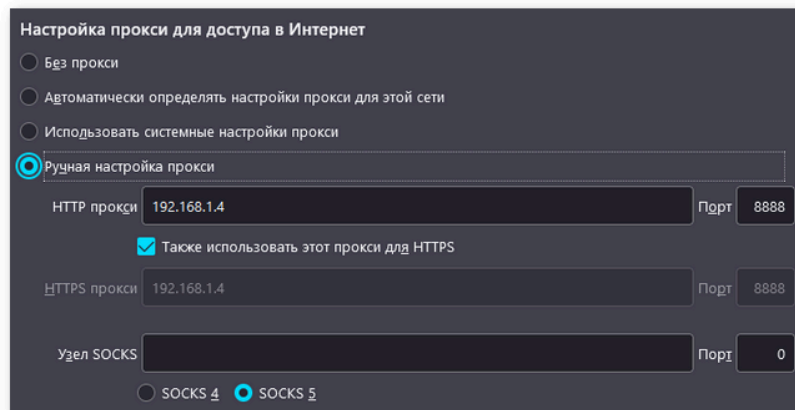 Настройка прокси для доступа в Интернет
Без прокси
Автоматически определять настройки прокси для этой сети
Использовать системные настройки прокси
Ручная настройка прокси
HTTP прокси 192.168.1.4 Порт 8888
Также использовать этот прокси для HTTPS
HTTPS прокси 192.168.1.4 Порт 8888
Узел SOCKS Порт 0
SOCKS 4 SOCKS 5